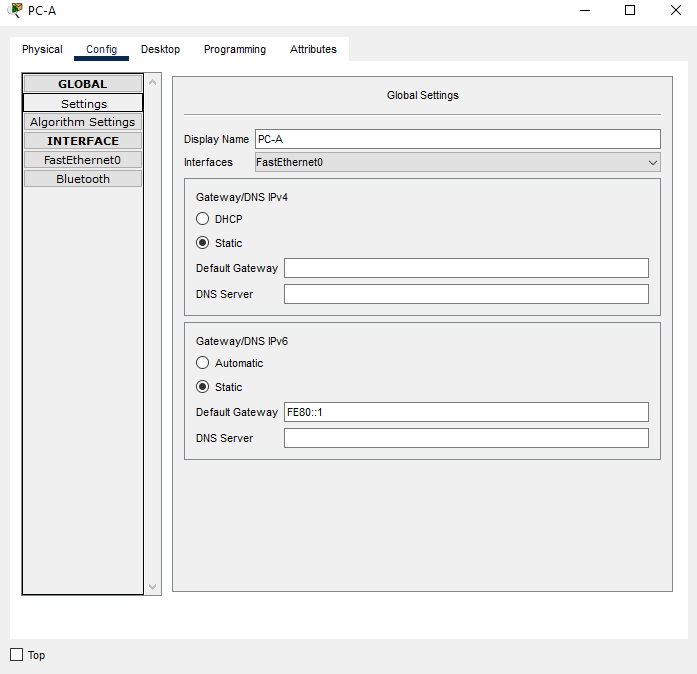 PC-A
Physical Config Desktop Programming Attributes
GLOBAL
Settings
Algorithm Settings
INTERFACE
FastEthernet0
Bluetooth
Global Settings
Display Name PC-A
Interfaces FastEthernet0
Gateway/DNS IPv4
DHCP
Static
Default Gateway
DNS Server
Gateway/DNS IPv6
Automatic
Static
Default Gateway FE80::1
DNS Server
Top